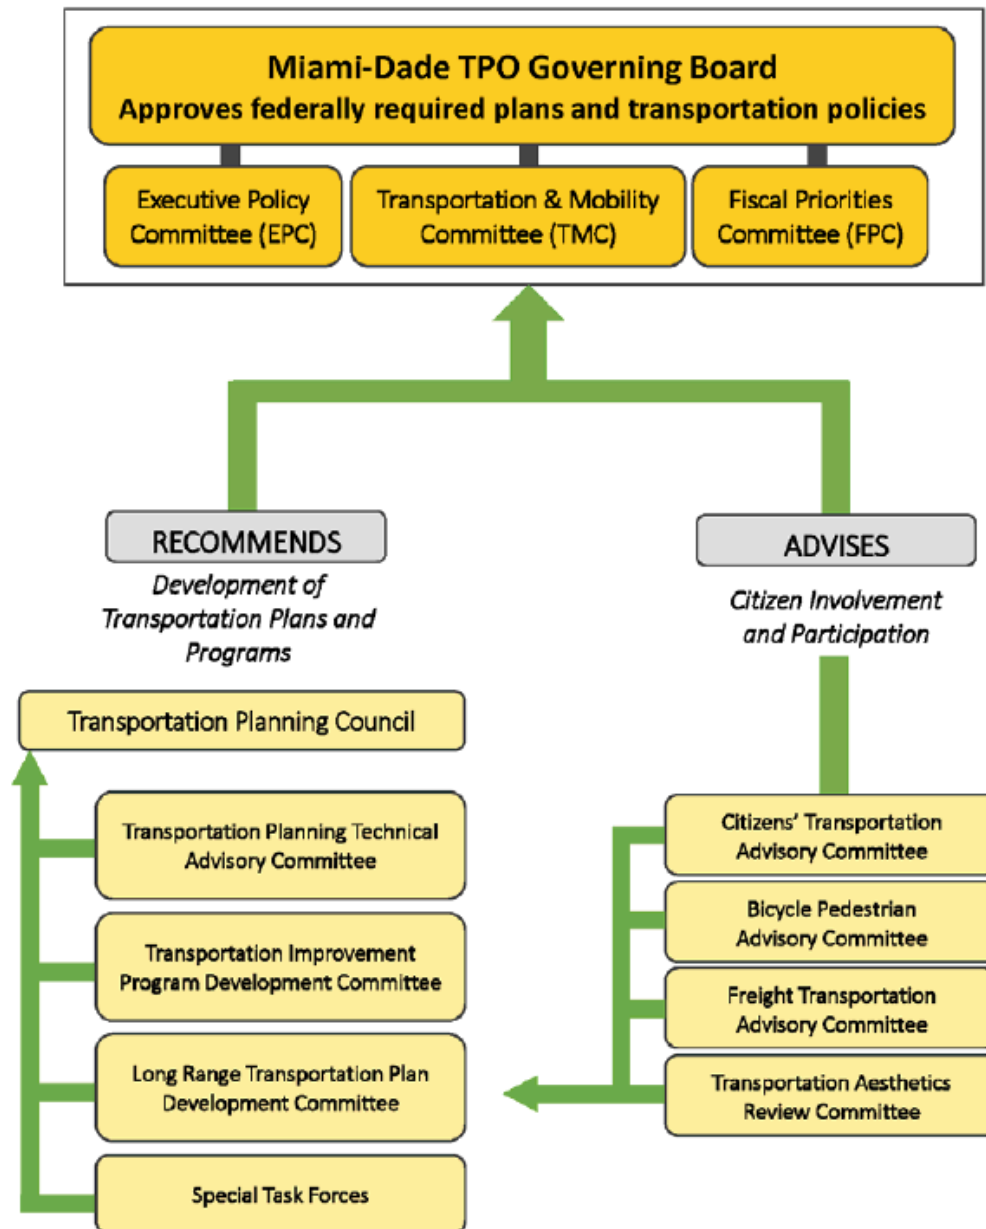 Miami-Dade TPO Governing Board
Approves federally required plans and transportation policies
Executive Policy
Committee (EPC)
Transportation & Mobility
Committee (TMC)
Fiscal Priorities
Committee (FPC)
RECOMMENDS
Development of
Transportation Plans and
Programs
Transportation Planning Council
Transportation Planning Technical
Advisory Committee
Transportation Improvement
Program Development Committee
Long Range Transportation Plan
Development Committee
Special Task Forces
ADVISES
Citizen Involvement
and Participation
Citizens’ Transportation
Advisory Committee
Bicycle Pedestrian
Advisory Committee
Freight Transportation
Advisory Committee
Transportation Aesthetics
Review Committee